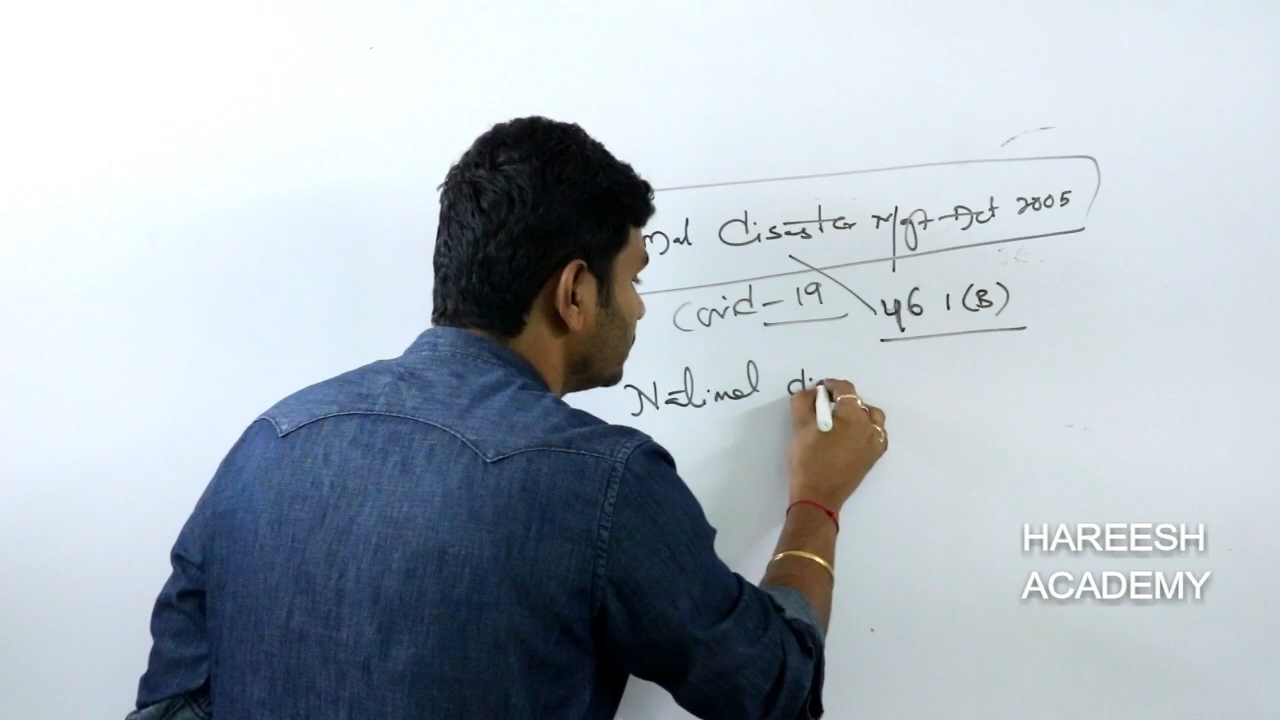 nal Disaster Mgt-Act 2005
Covid-19 46 1(B)
National di
HAREESH
ACADEMY